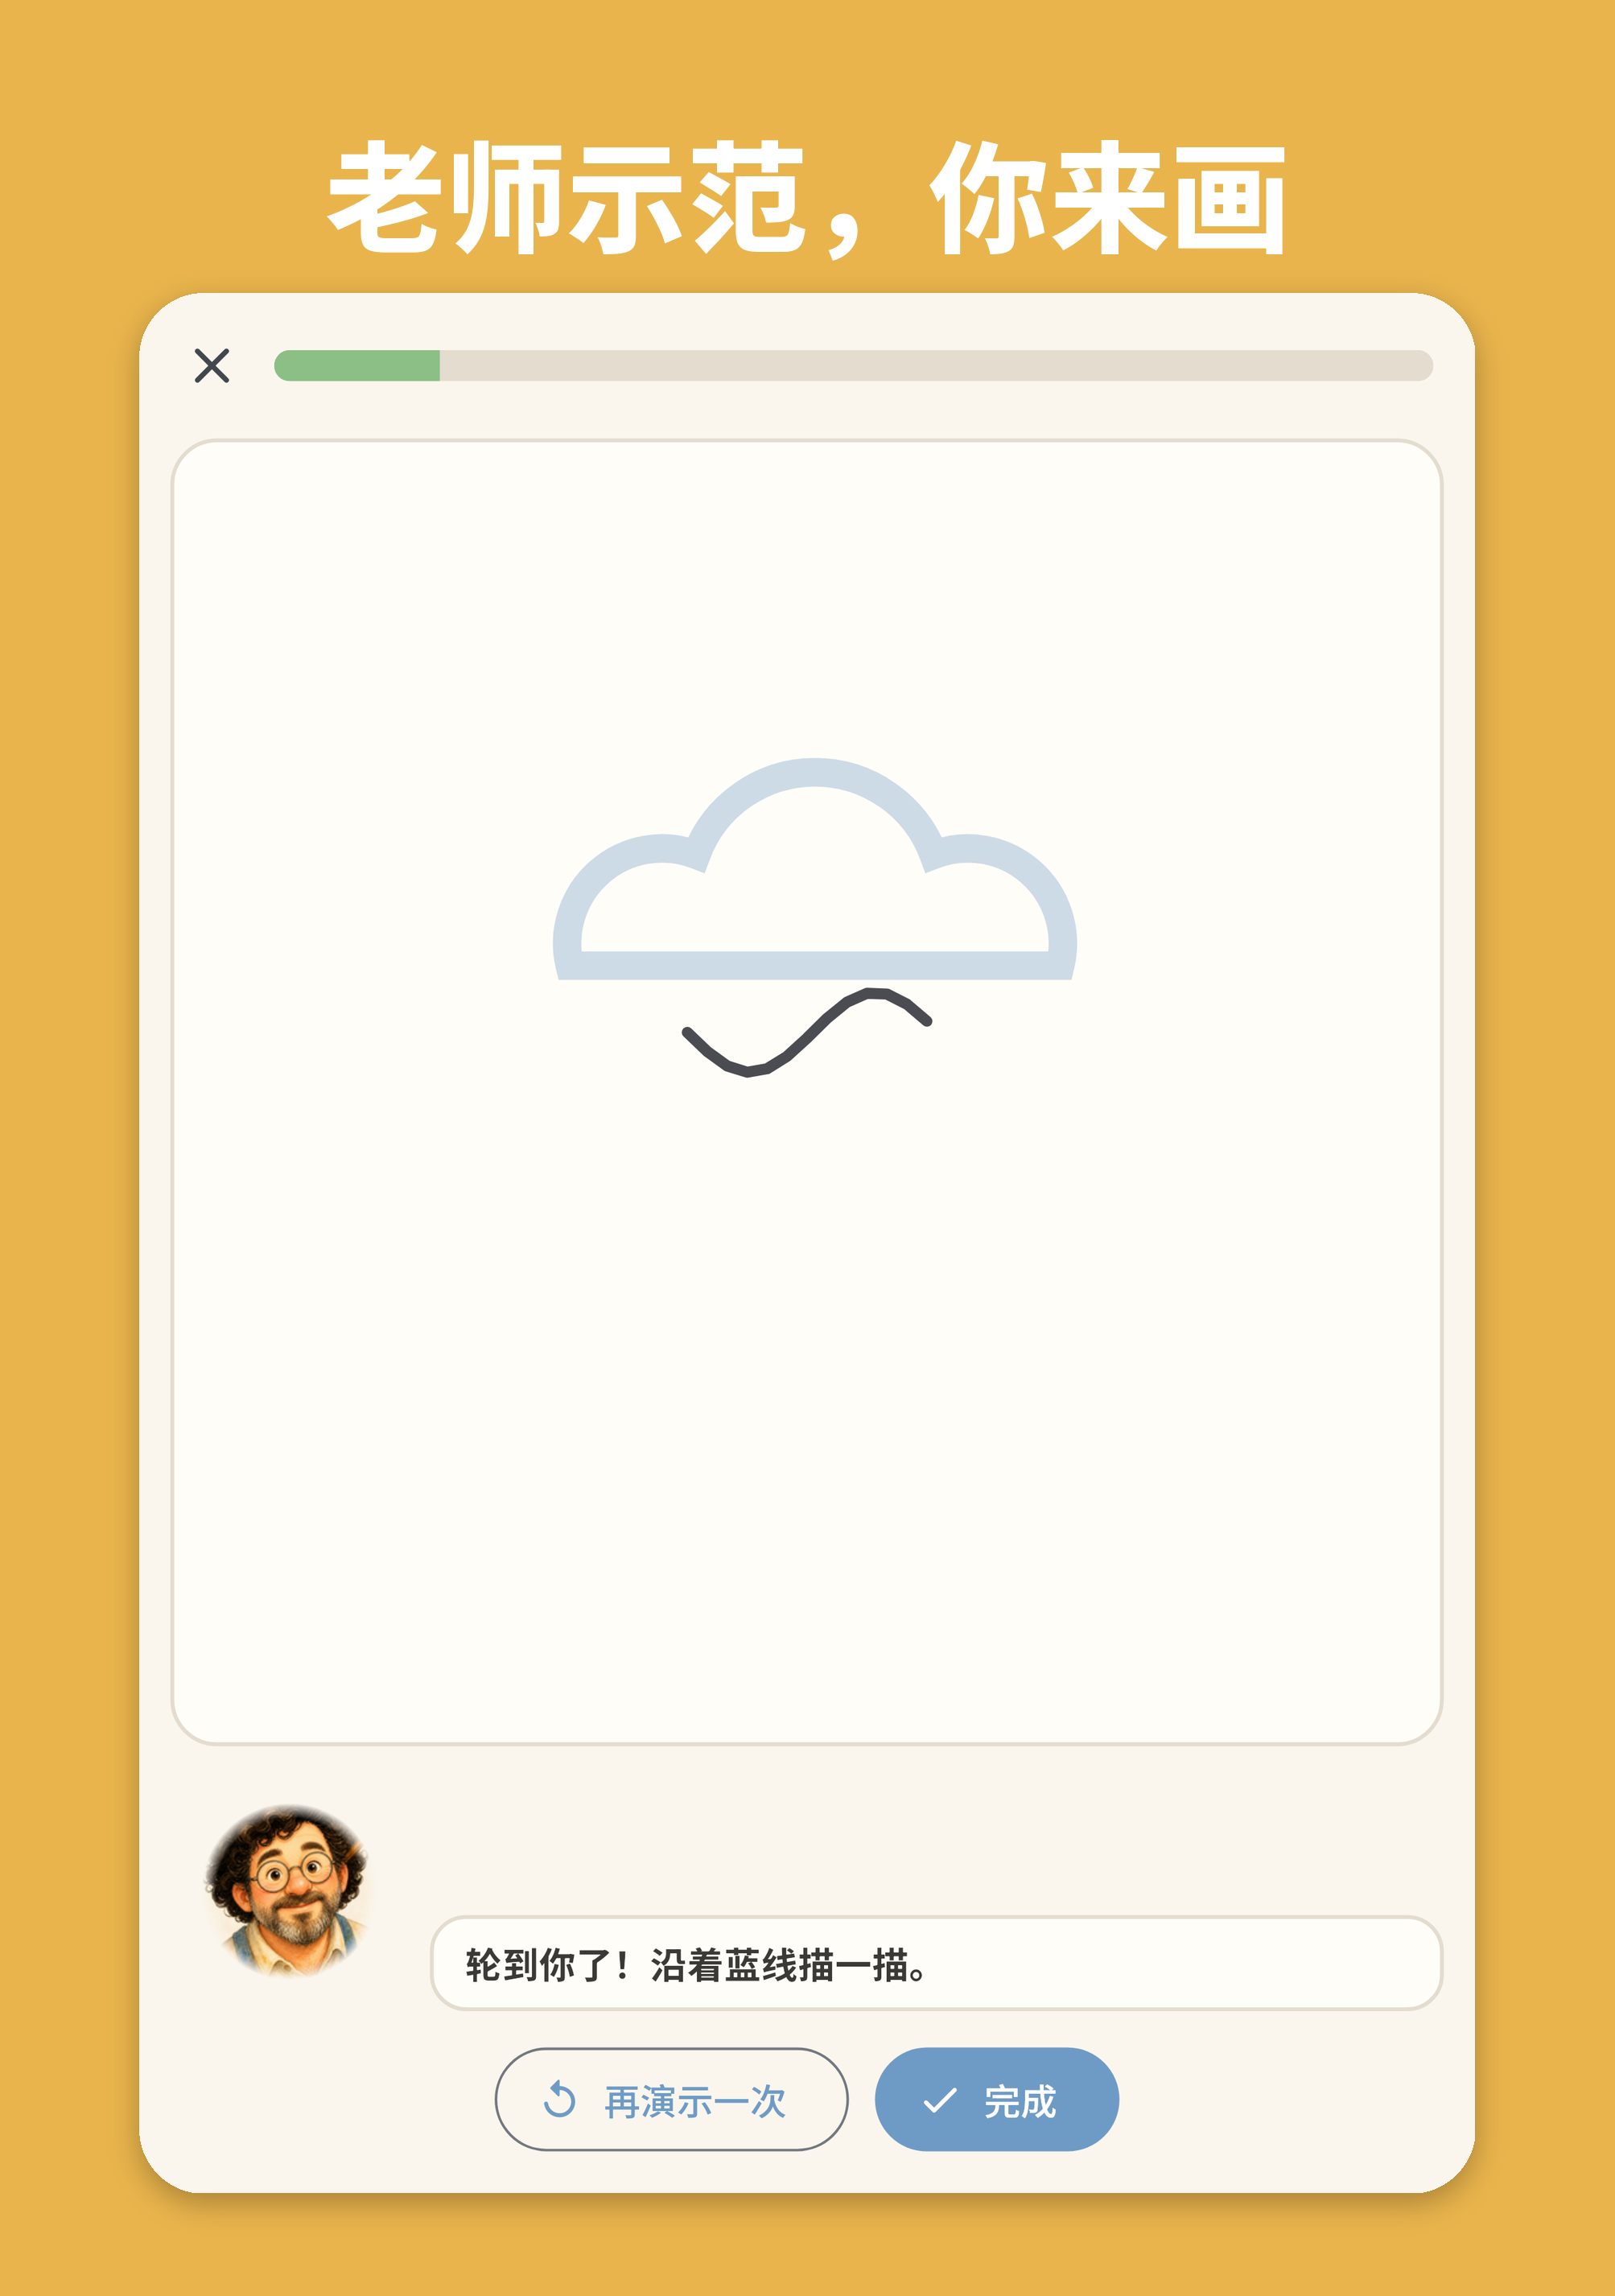 老师示范，你来画
轮到你了！沿着蓝线描一描。
再演示一次
完成